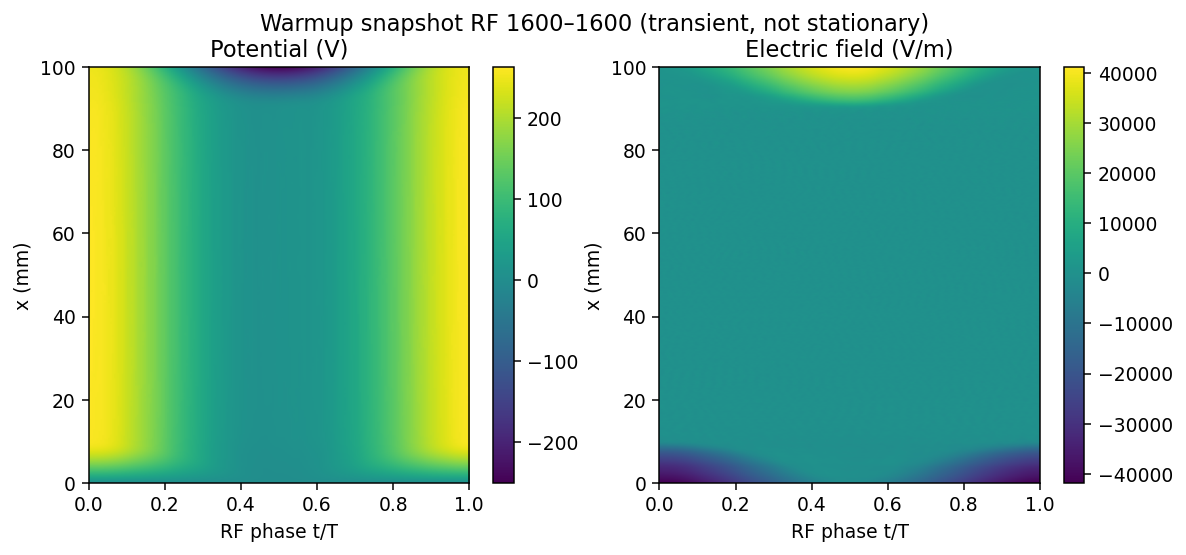 Warmup snapshot RF 1600–1600 (transient, not stationary)
Potential (V)
100
80
60
40
20
0
x (mm)
0.0 0.2 0.4 0.6 0.8 1.0
RF phase t/T
200
100
0
−100
−200
Electric field (V/m)
100
80
60
40
20
0
x (mm)
0.0 0.2 0.4 0.6 0.8 1.0
RF phase t/T
40000
30000
20000
10000
0
−10000
−20000
−30000
−40000